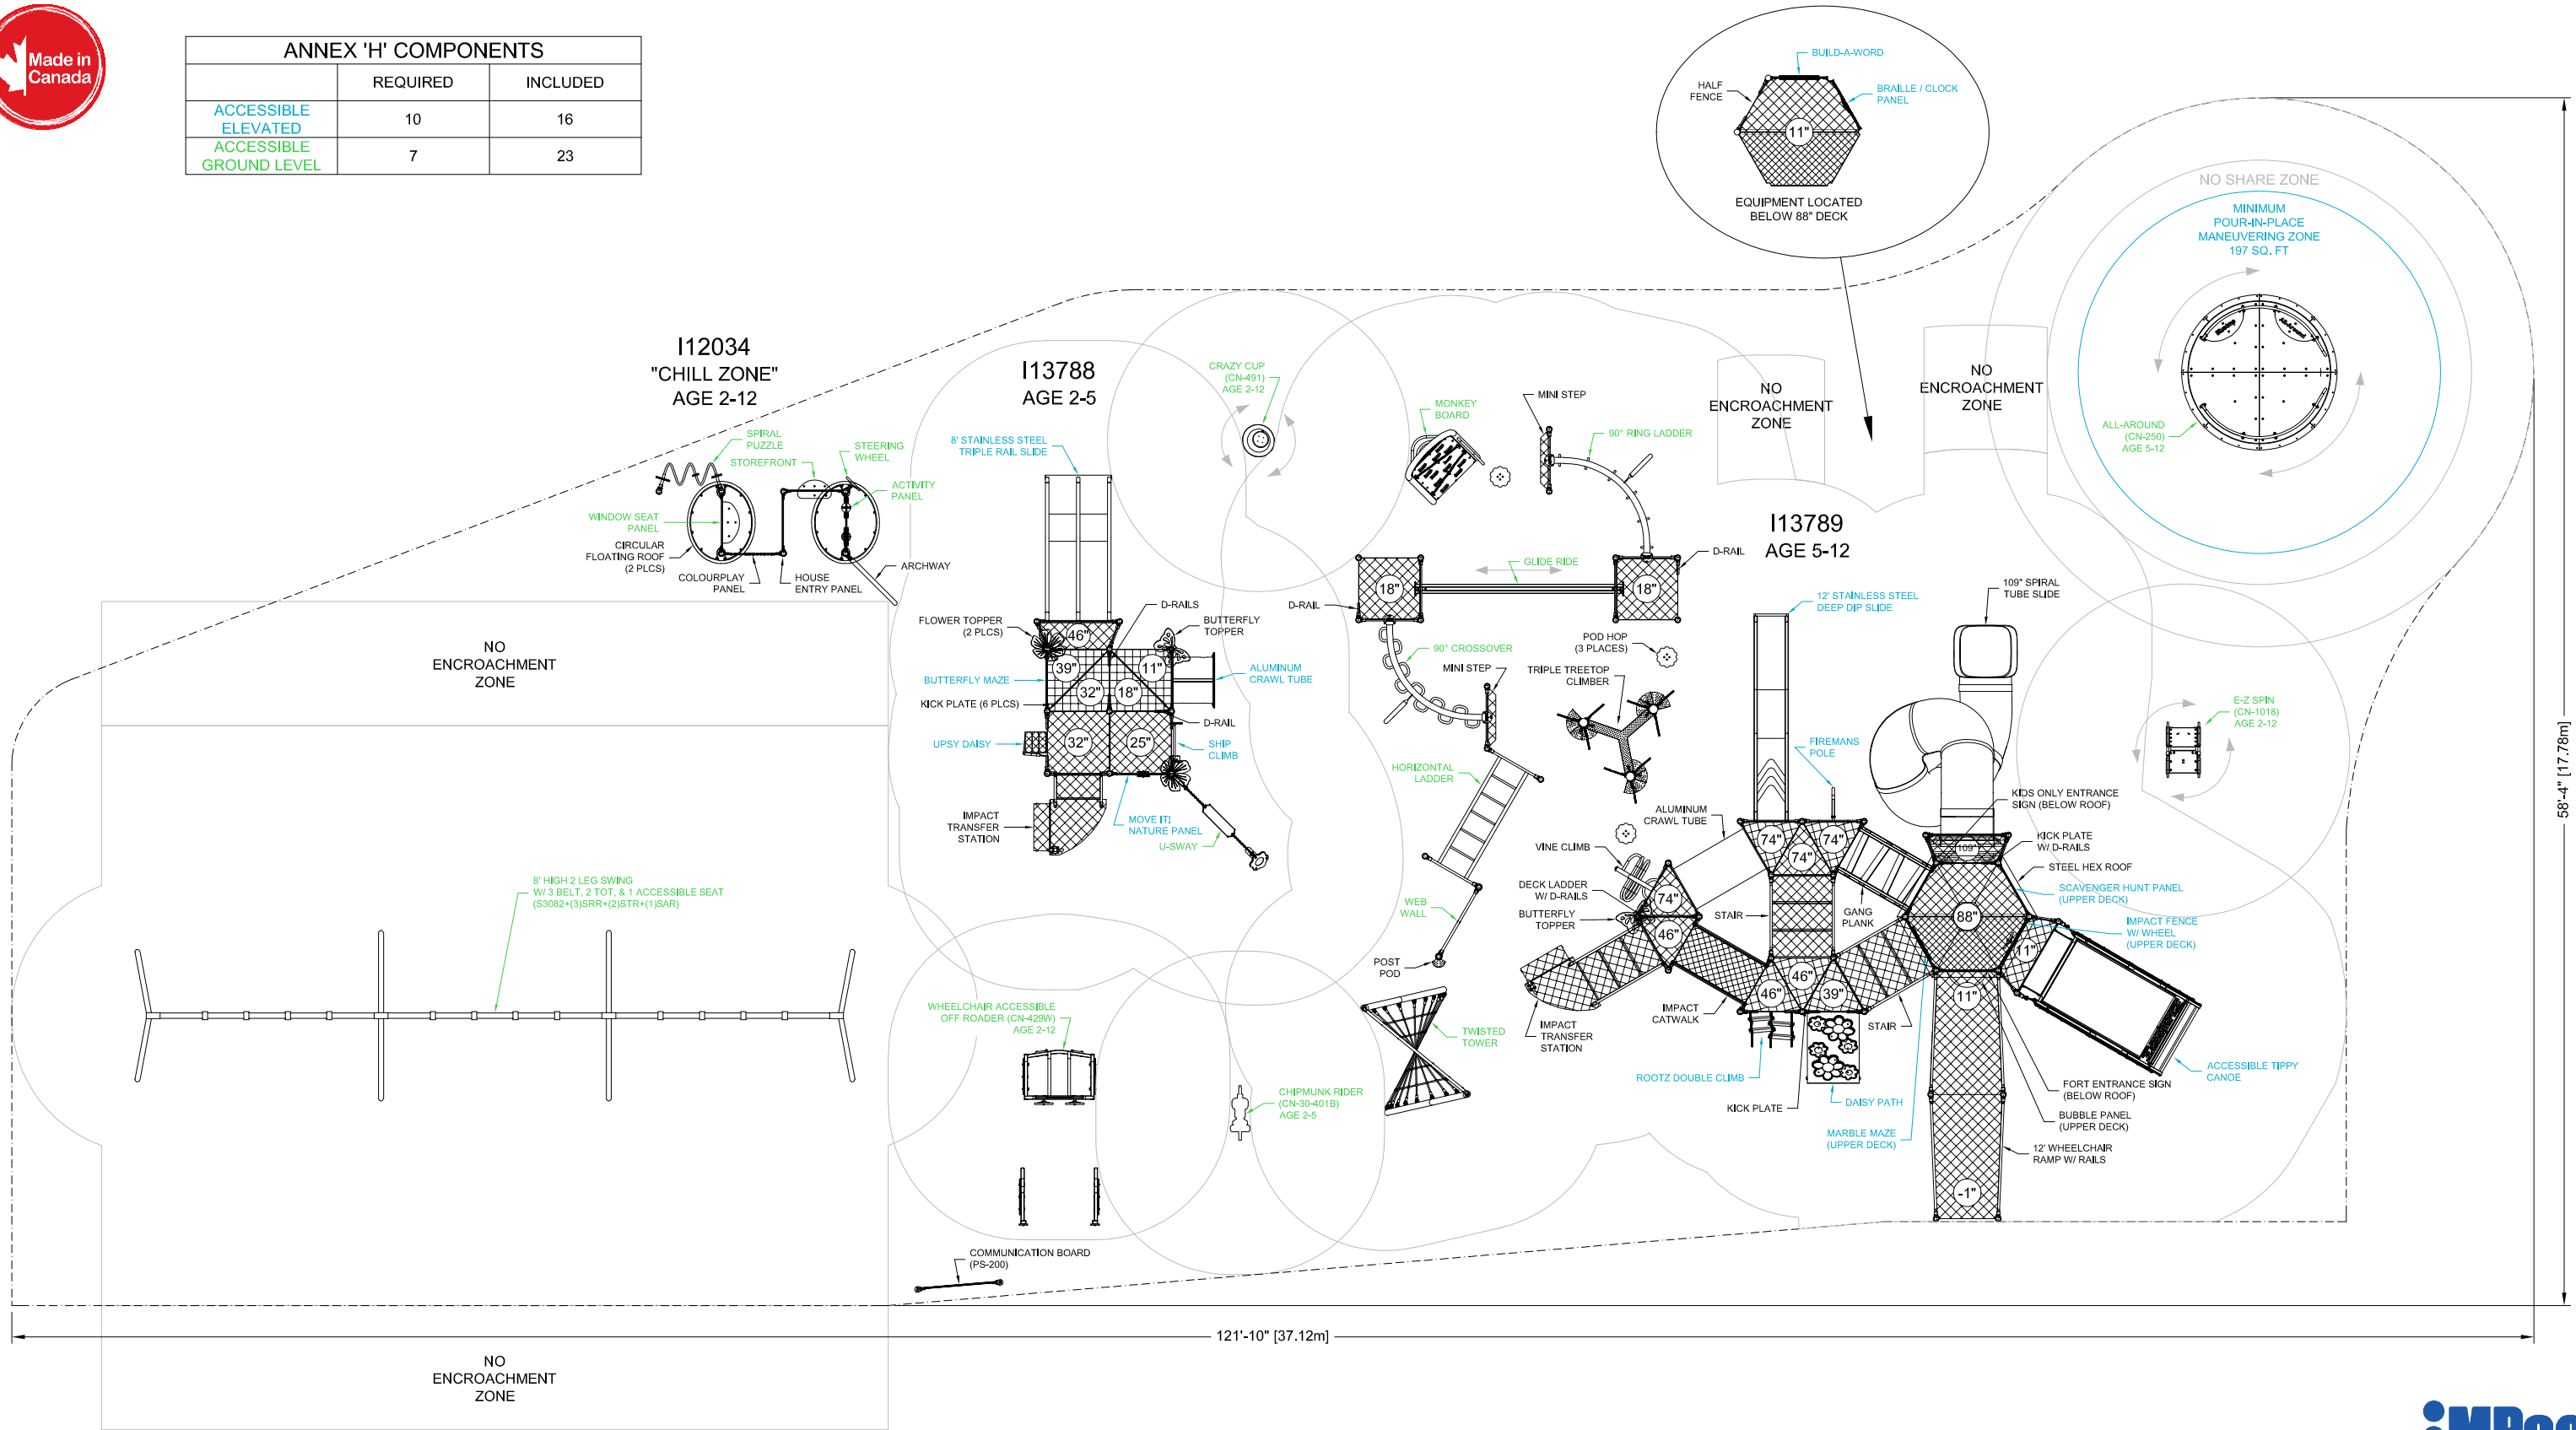 Made in
Canada
ANNEX 'H' COMPONENTS
REQUIRED
INCLUDED
ACCESSIBLE
ELEVATED
10
16
ACCESSIBLE
GROUND LEVEL
7
23
BUILD-A-WORD
HALF
FENCE
BRAILLE / CLOCK
PANEL
11"
EQUIPMENT LOCATED
BELOW 88" DECK
NO SHARE ZONE
MINIMUM
POUR-IN-PLACE
MANEUVERING ZONE
197 SQ. FT
ALL-AROUND
(CN-250)
AGE 5-12
NO
ENCROACHMENT
ZONE
NO
ENCROACHMENT
ZONE
I12034
"CHILL ZONE"
AGE 2-12
SPIRAL
PUZZLE
STOREFRONT
STEERING
WHEEL
ACTIVITY
PANEL
WINDOW SEAT
PANEL
CIRCULAR
FLOATING ROOF
(2 PLCS)
COLOURPLAY
PANEL
HOUSE
ENTRY PANEL
ARCHWAY
I13788
AGE 2-5
8' STAINLESS STEEL
TRIPLE RAIL SLIDE
CRAZY CUP
(CN-491)
AGE 2-12
D-RAILS
FLOWER TOPPER
(2 PLCS)
BUTTERFLY
TOPPER
46"
39"
11"
32"
18"
32"
25"
BUTTERFLY MAZE
ALUMINUM
CRAWL TUBE
KICK PLATE (6 PLCS)
D-RAIL
UPSY DAISY
SHIP
CLIMB
IMPACT
TRANSFER
STATION
MOVE IT!
NATURE PANEL
U-SWAY
MONKEY
BOARD
MINI STEP
90° RING LADDER
I13789
AGE 5-12
D-RAIL
GLIDE RIDE
18"
18"
D-RAIL
90° CROSSOVER
MINI STEP
POD HOP
(3 PLACES)
TRIPLE TREETOP
CLIMBER
12' STAINLESS STEEL
DEEP DIP SLIDE
109" SPIRAL
TUBE SLIDE
FIREMANS
POLE
E-Z SPIN
(CN-1018)
AGE 2-12
HORIZONTAL
LADDER
ALUMINUM
CRAWL TUBE
KIDS ONLY ENTRANCE
SIGN (BELOW ROOF)
KICK PLATE
W/ D-RAILS
STEEL HEX ROOF
SCAVENGER HUNT PANEL
(UPPER DECK)
IMPACT FENCE
W/ WHEEL
(UPPER DECK)
VINE CLIMB
DECK LADDER
W/ D-RAILS
BUTTERFLY
TOPPER
STAIR
GANG
PLANK
74"
74"
74"
74"
109"
88"
46"
46"
46"
39"
11"
11"
-1"
WEB
WALL
POST
POD
TWISTED
TOWER
IMPACT
TRANSFER
STATION
IMPACT
CATWALK
STAIR
ROOTZ DOUBLE CLIMB
KICK PLATE
DAISY PATH
MARBLE MAZE
(UPPER DECK)
ACCESSIBLE TIPPY
CANOE
FORT ENTRANCE SIGN
(BELOW ROOF)
BUBBLE PANEL
(UPPER DECK)
12' WHEELCHAIR
RAMP W/ RAILS
NO
ENCROACHMENT
ZONE
8' HIGH 2 LEG SWING
W/ 3 BELT, 2 TOT, & 1 ACCESSIBLE SEAT
(S3082+(3)SRR+(2)STR+(1)SAR)
WHEELCHAIR ACCESSIBLE
OFF ROADER (CN-429W)
AGE 2-12
CHIPMUNK RIDER
(CN-30-401B)
AGE 2-5
COMMUNICATION BOARD
(PS-200)
58'-4" [17.78m]
121'-10" [37.12m]
NO
ENCROACHMENT
ZONE